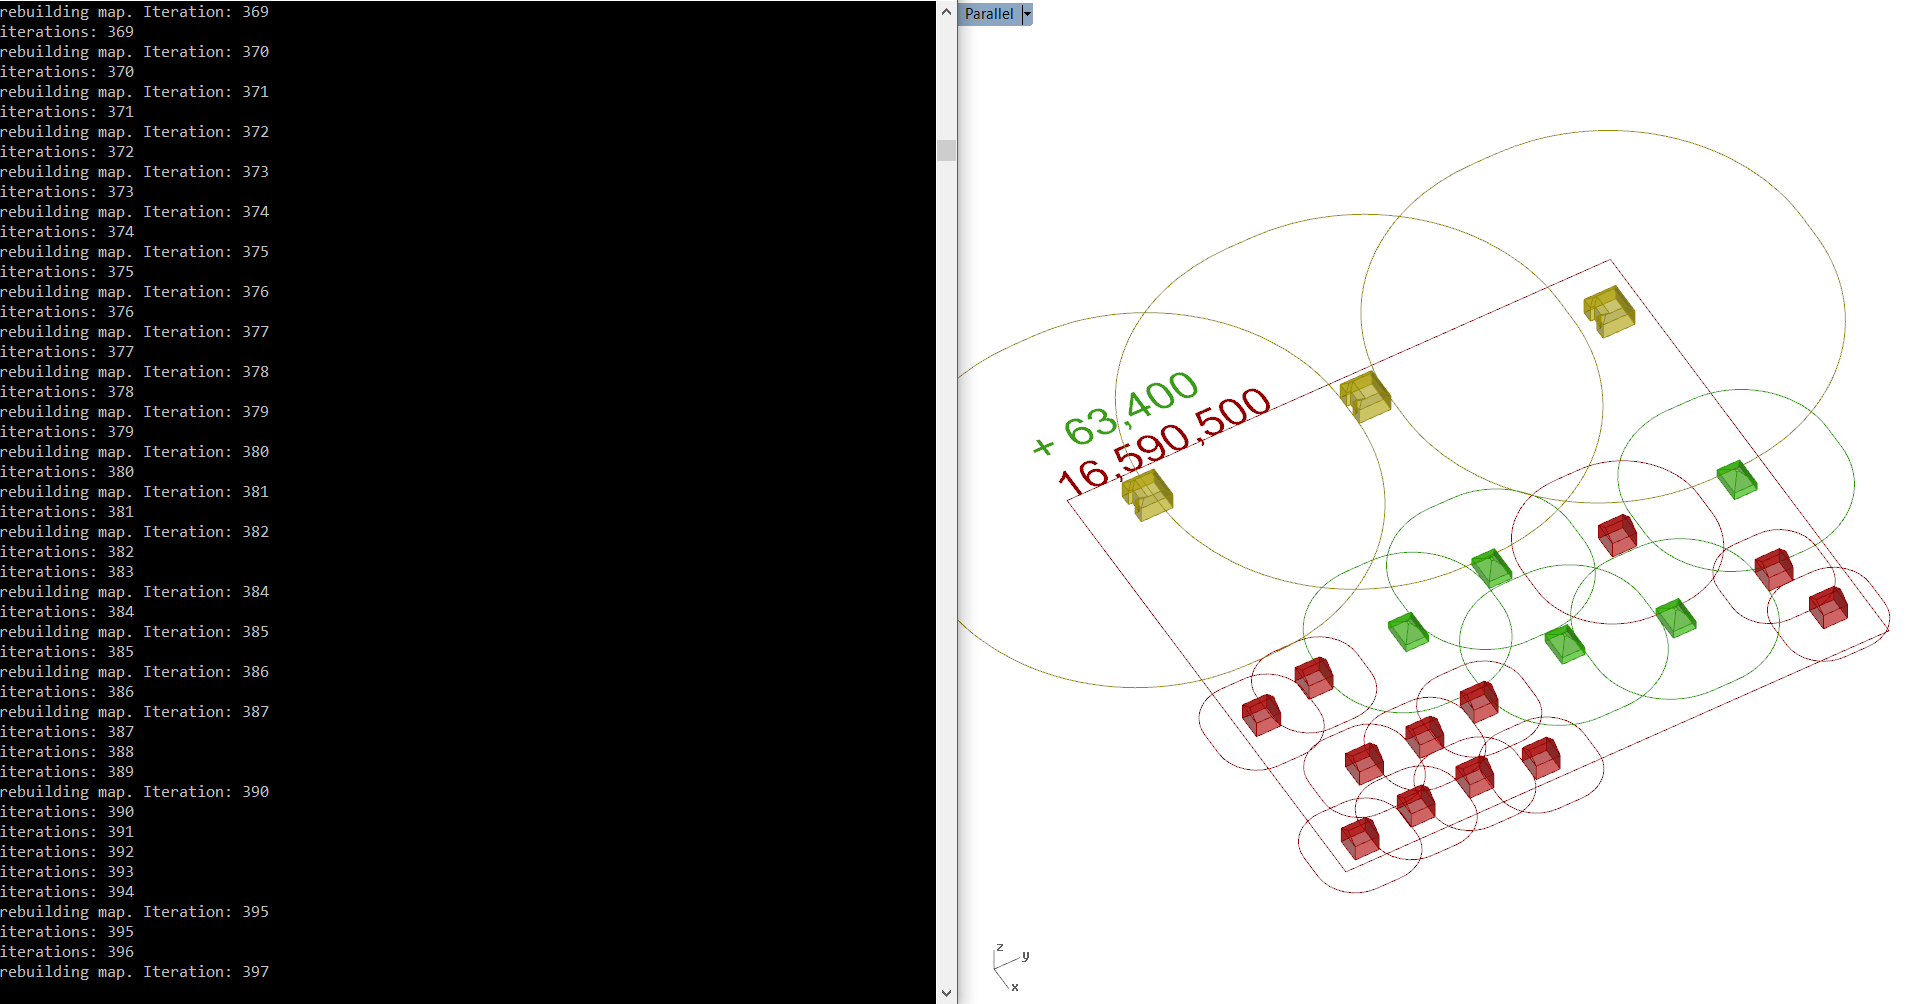 rebuilding map. Iteration: 369
iterations: 369
rebuilding map. Iteration: 370
iterations: 370
rebuilding map. Iteration: 371
iterations: 371
rebuilding map. Iteration: 372
iterations: 372
rebuilding map. Iteration: 373
iterations: 373
rebuilding map. Iteration: 374
iterations: 374
rebuilding map. Iteration: 375
iterations: 375
rebuilding map. Iteration: 376
iterations: 376
rebuilding map. Iteration: 377
iterations: 377
rebuilding map. Iteration: 378
iterations: 378
rebuilding map. Iteration: 379
iterations: 379
rebuilding map. Iteration: 380
iterations: 380
rebuilding map. Iteration: 381
iterations: 381
rebuilding map. Iteration: 382
iterations: 382
iterations: 383
rebuilding map. Iteration: 384
iterations: 384
rebuilding map. Iteration: 385
iterations: 385
rebuilding map. Iteration: 386
iterations: 386
rebuilding map. Iteration: 387
iterations: 387
iterations: 388
iterations: 389
rebuilding map. Iteration: 390
iterations: 390
iterations: 391
iterations: 392
iterations: 393
iterations: 394
rebuilding map. Iteration: 395
iterations: 395
iterations: 396
rebuilding map. Iteration: 397
Parallel
+ 63,400
16,590,500
z
y
x